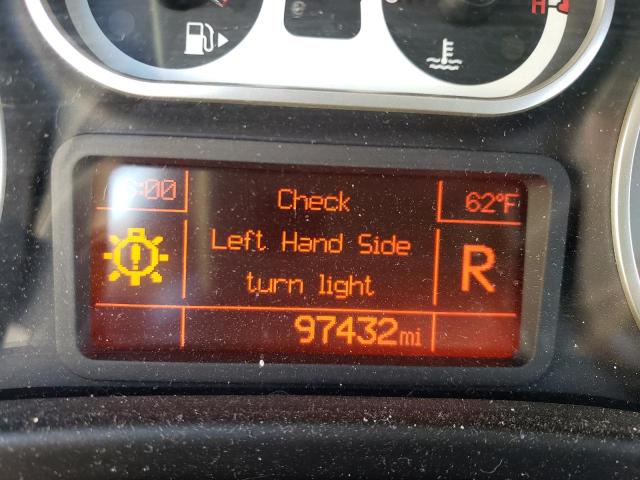 H
Check
62°F
Left Hand Side
R
turn light
97432mi